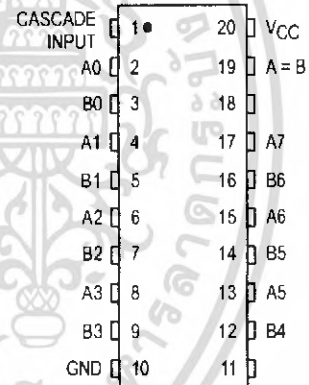 CASCADE INPUT 1 20 VCC
A0 2 19 A = B
B0 3 18
A1 4 17 A7
B1 5 16 B6
A2 6 15 A6
B2 7 14 B5
A3 8 13 A5
B3 9 12 B4
GND 10 11